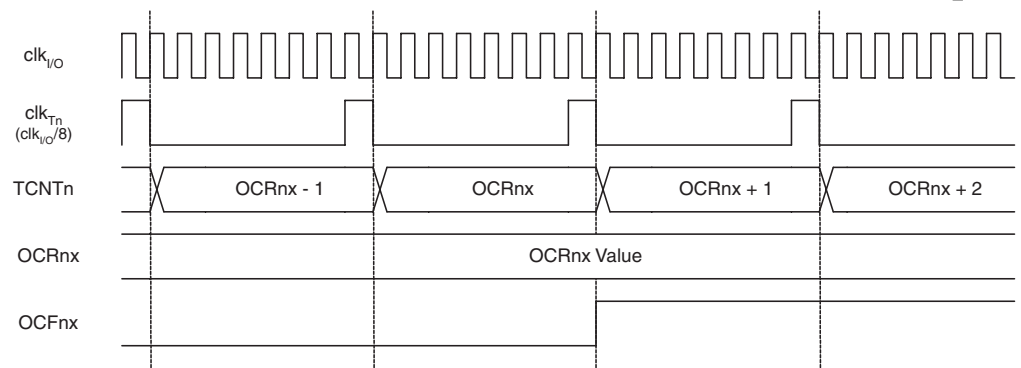 clkI/O
clkTn
(clkI/O/8)
TCNTn OCRnx - 1 OCRnx OCRnx + 1 OCRnx + 2
OCRnx OCRnx Value
OCFnx